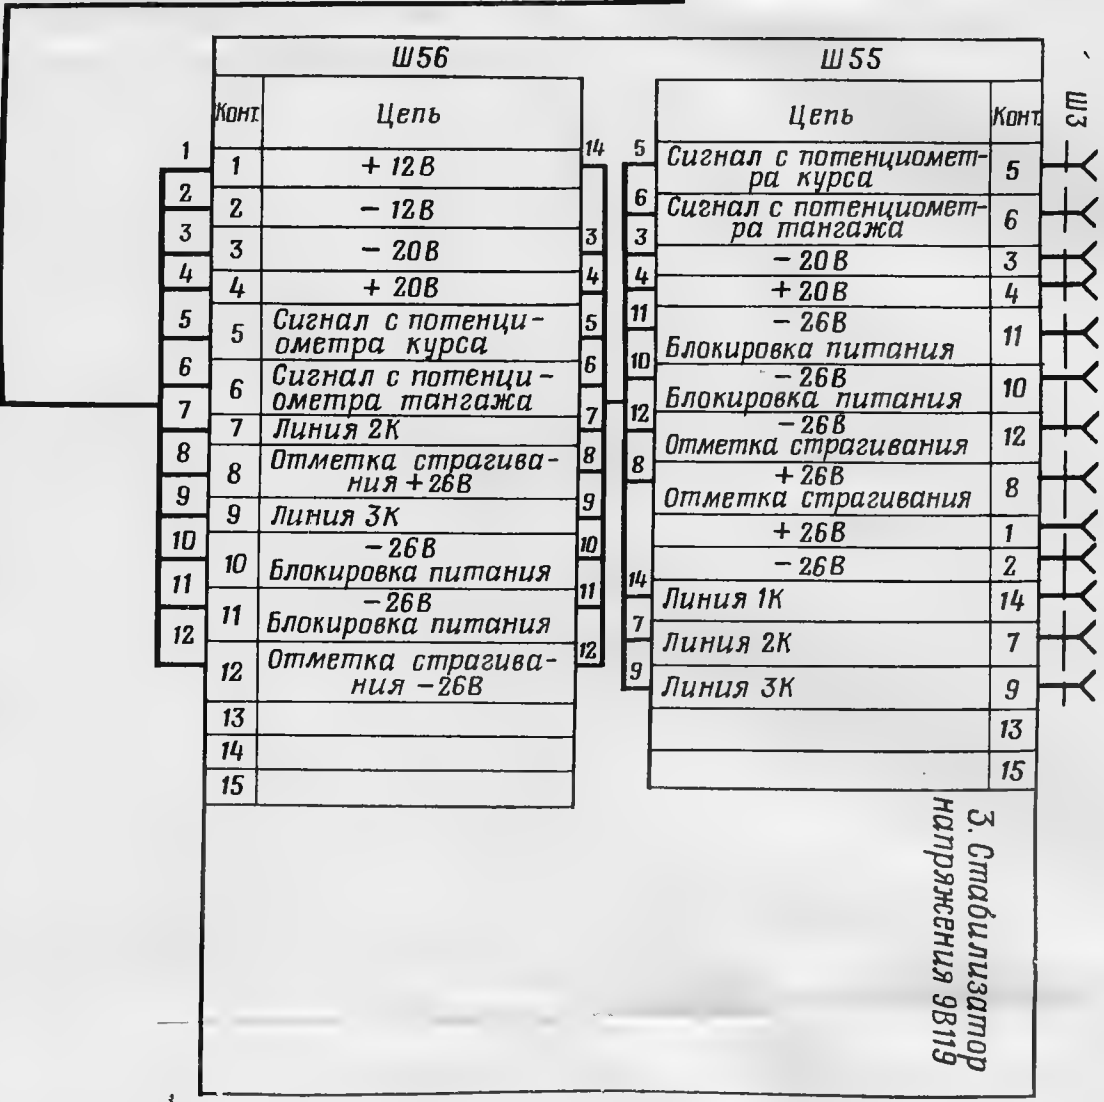 Ш56
Конт.
Цепь
1
+ 12В
2
- 12В
3
- 20В
4
+ 20В
5
Сигнал с потенци-
ометра курса
6
Сигнал с потенци-
ометра тангажа
7
Линия 2К
8
Отметка страгива-
ния +26В
9
Линия 3К
10
-26В
Блокировка питания
11
-26В
Блокировка питания
12
Отметка страгива-
ния -26В
13
14
15
1
2
3
4
5
6
7
8
9
10
11
12
14
3
4
5
6
7
8
9
10
11
12
Ш55
Цепь
Конт.
Сигнал с потенциомет-
ра курса
5
Сигнал с потенциомет-
ра тангажа
6
- 20В
3
+ 20В
4
- 26В
Блокировка питания
11
-26В
Блокировка питания
10
-26В
Отметка страгивания
12
+26В
Отметка страгивания
8
+ 26В
1
- 26В
2
Линия 1К
14
Линия 2К
7
Линия 3К
9
13
15
5
6
3
4
11
10
12
8
14
7
9
Ш3
3. Стабилизатор
напряжения 9В119